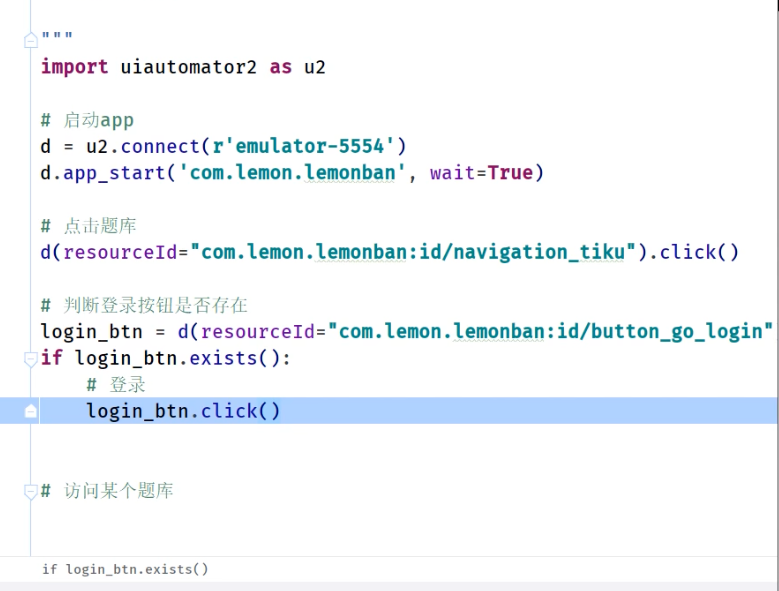 """
import uiautomator2 as u2
# 启动app
d = u2.connect(r'emulator-5554')
d.app_start('com.lemon.lemonban', wait=True)
# 点击题库
d(resourceId="com.lemon.lemonban:id/navigation_tiku").click()
# 判断登录按钮是否存在
login_btn = d(resourceId="com.lemon.lemonban:id/button_go_login"
if login_btn.exists():
# 登录
login_btn.click()
# 访问某个题库
if login_btn.exists()